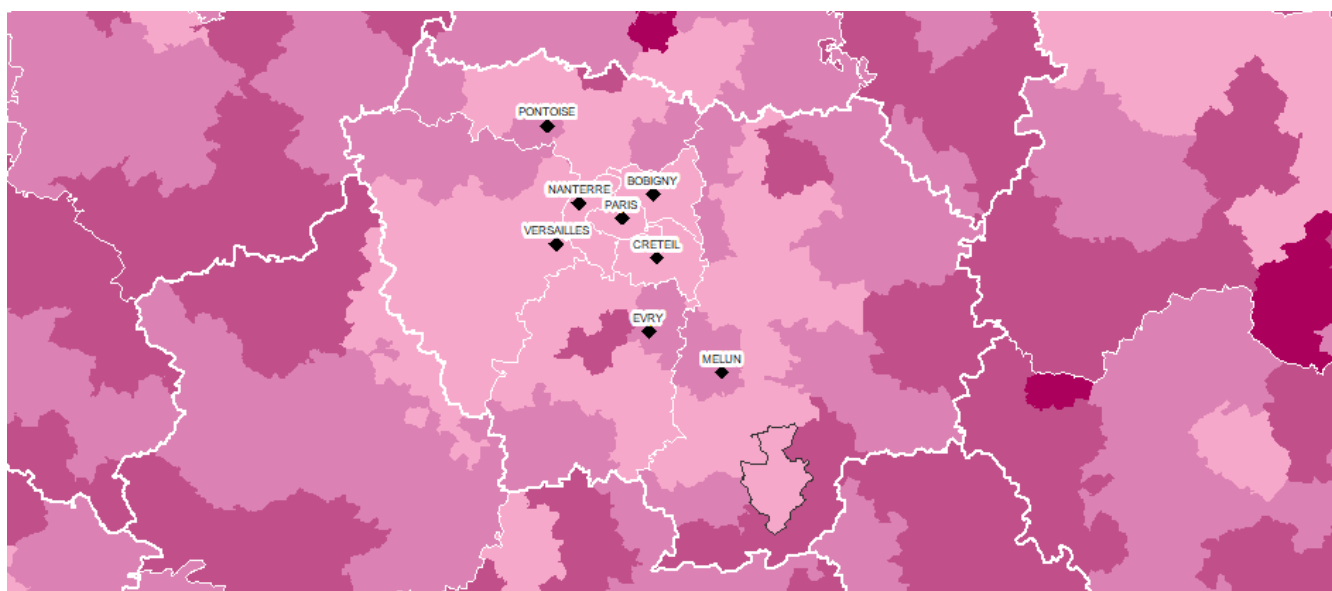 PONTOISE
BOBIGNY
NANTERRE
PARIS
VERSAILLES
CRETEIL
EVRY
MELUN